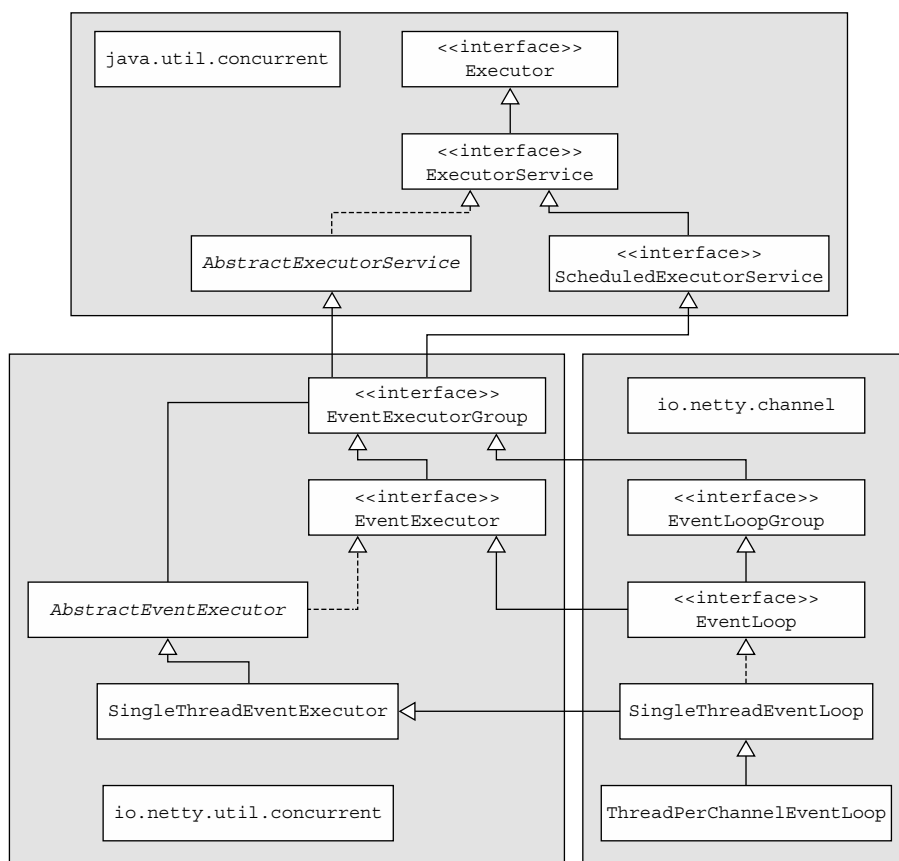 java.util.concurrent
<<interface>>
Executor
<<interface>>
ExecutorService
AbstractExecutorService
<<interface>>
ScheduledExecutorService
<<interface>>
EventExecutorGroup
io.netty.channel
<<interface>>
EventExecutor
<<interface>>
EventLoopGroup
AbstractEventExecutor
<<interface>>
EventLoop
SingleThreadEventExecutor
SingleThreadEventLoop
io.netty.util.concurrent
ThreadPerChannelEventLoop